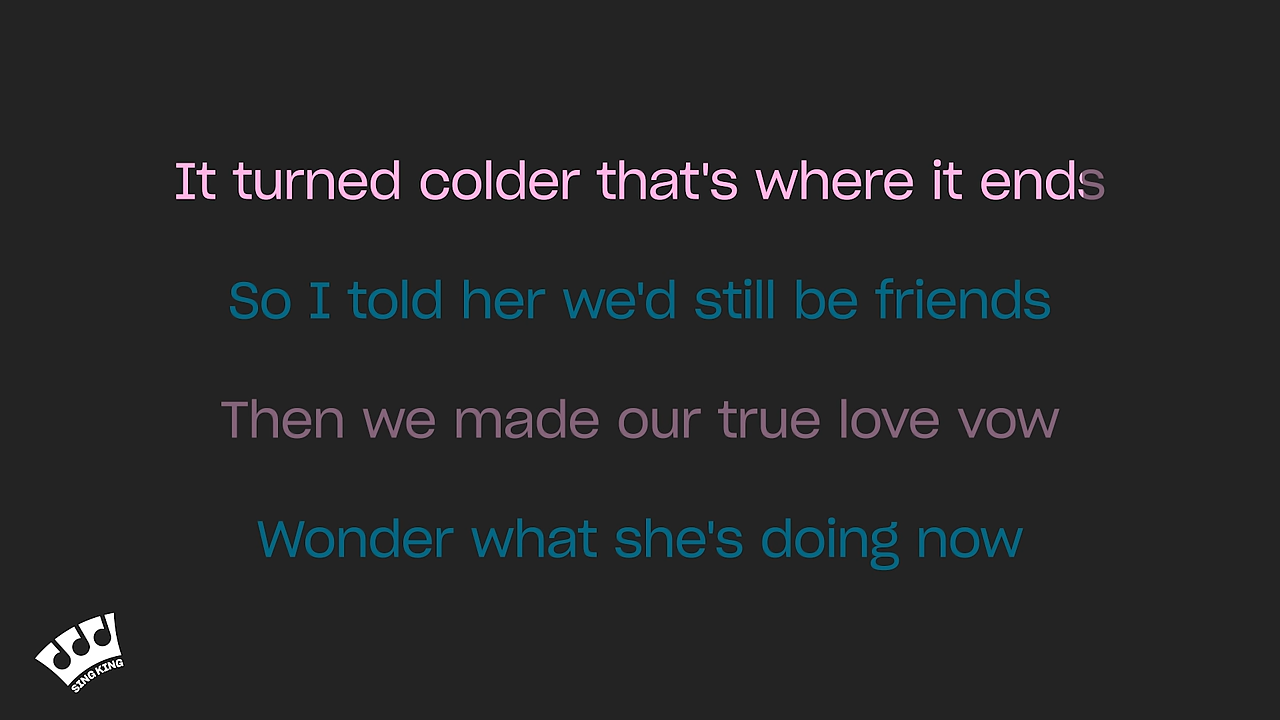 It turned colder that's where it ends
So I told her we'd still be friends
Then we made our true love vow
Wonder what she's doing now
SING KING